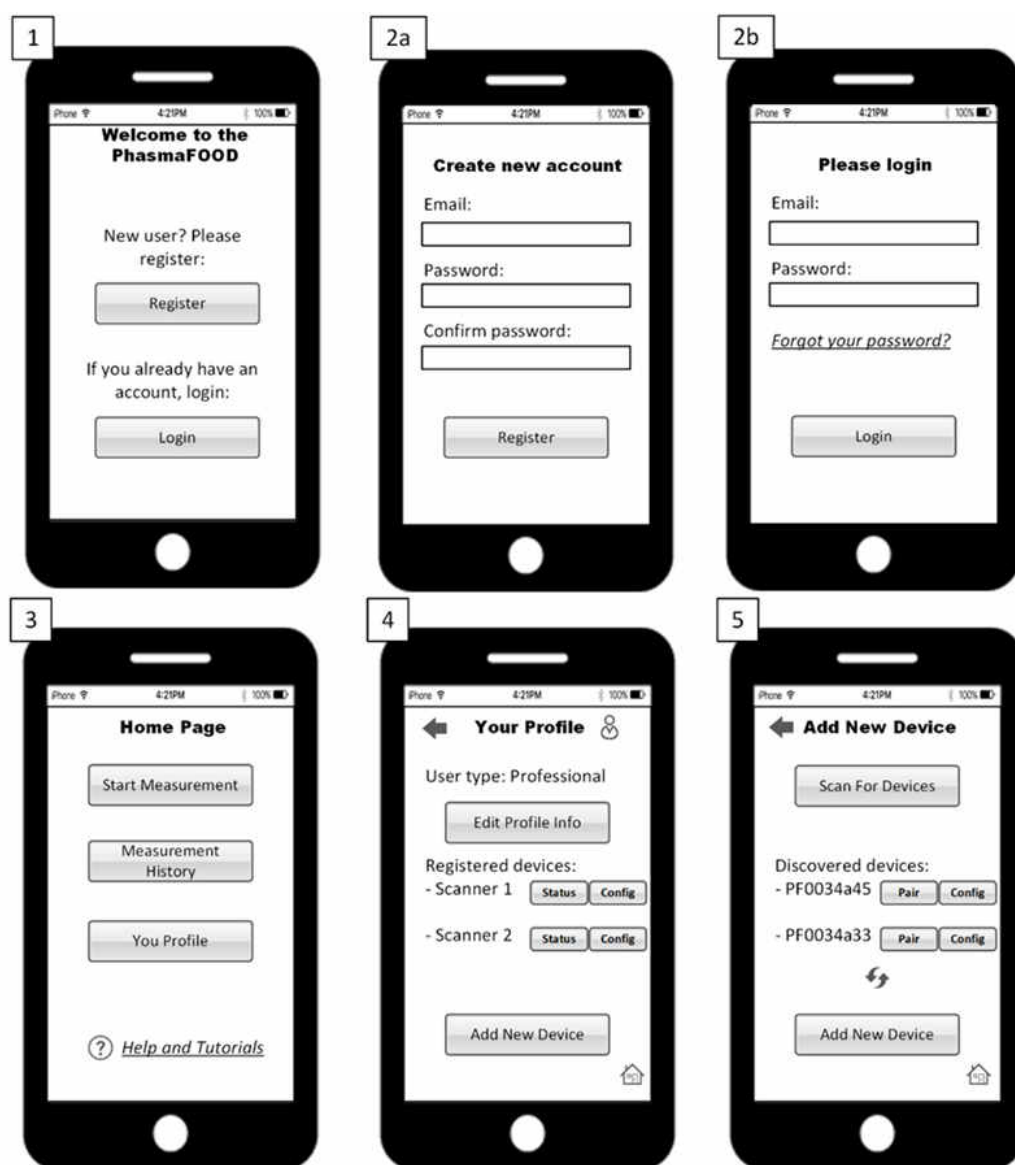 1
iPhone 4:21PM 100%
Welcome to the
PhasmaFOOD
New user? Please
register:
Register
If you already have an
account, login:
Login
2a
iPhone 4:21PM 100%
Create new account
Email:
Password:
Confirm password:
Register
2b
iPhone 4:21PM 100%
Please login
Email:
Password:
Forgot your password?
Login
3
iPhone 4:21PM 100%
Home Page
Start Measurement
Measurement
History
You Profile
? Help and Tutorials
4
iPhone 4:21PM 100%
Your Profile
User type: Professional
Edit Profile Info
Registered devices:
- Scanner 1 Status Config
- Scanner 2 Status Config
Add New Device
5
iPhone 4:21PM 100%
Add New Device
Scan For Devices
Discovered devices:
- PF0034a45 Pair Config
- PF0034a33 Pair Config
Add New Device